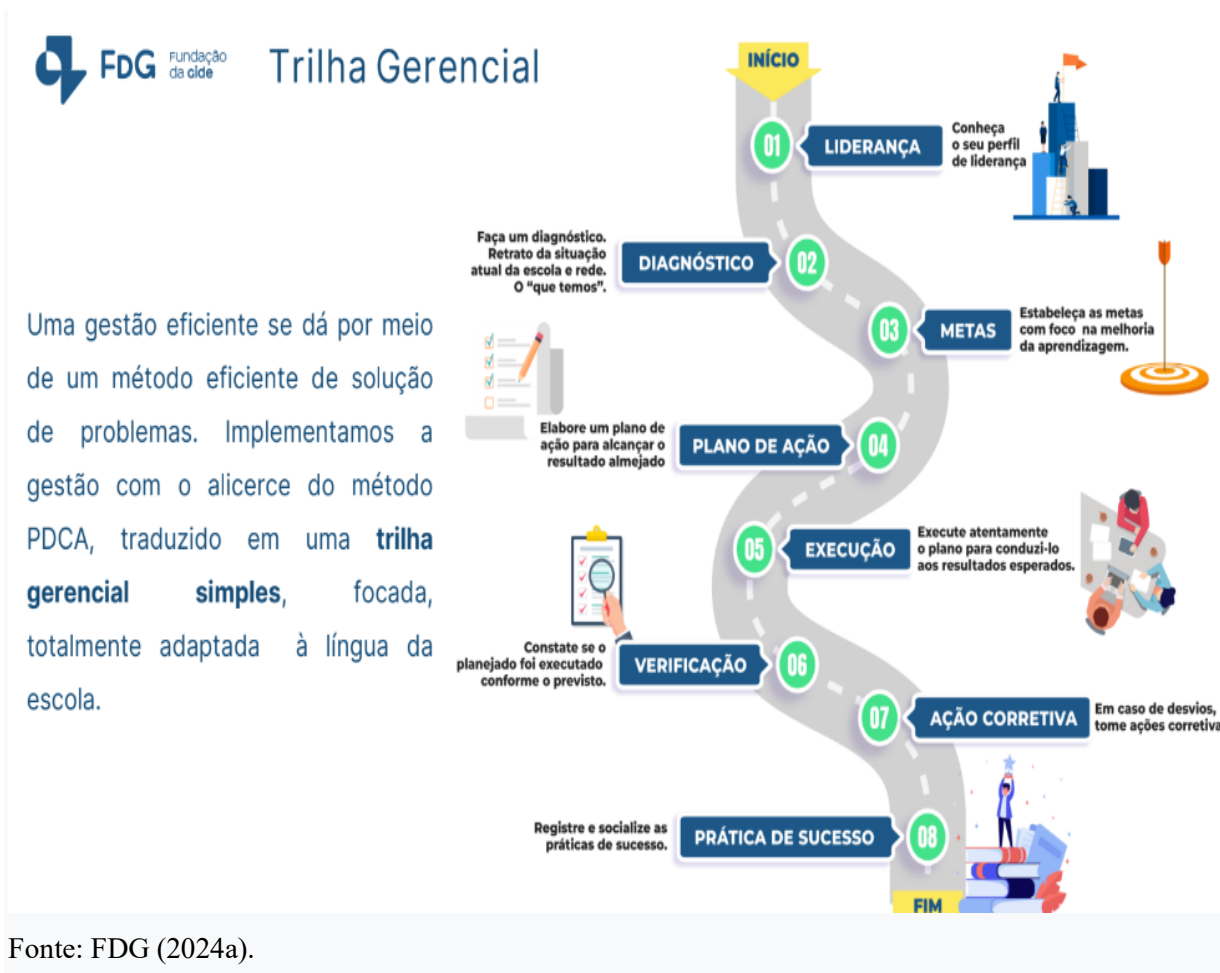 FDG Fundação
da gide
Trilha Gerencial
Uma gestão eficiente se dá por meio
de um método eficiente de solução
de problemas. Implementamos a
gestão com o alicerce do método
PDCA, traduzido em uma trilha
gerencial simples, focada,
totalmente adaptada à língua da
escola.
INÍCIO
01
LIDERANÇA
Conheça
o seu perfil
de liderança
Faça um diagnóstico.
Retrato da situação
atual da escola e rede.
O “que temos”.
DIAGNÓSTICO
02
03
METAS
Estabeleça as metas
com foco na melhoria
da aprendizagem.
Elabore um plano de
ação para alcançar o
resultado almejado
PLANO DE AÇÃO
04
05
EXECUÇÃO
Execute atentamente
o plano para conduzi-lo
aos resultados esperados.
Constate se o
planejado foi executado
conforme o previsto.
VERIFICAÇÃO
06
07
AÇÃO CORRETIVA
Em caso de desvios,
tome ações corretiva
Registre e socialize as
práticas de sucesso.
PRÁTICA DE SUCESSO
08
FIM
Fonte: FDG (2024a).